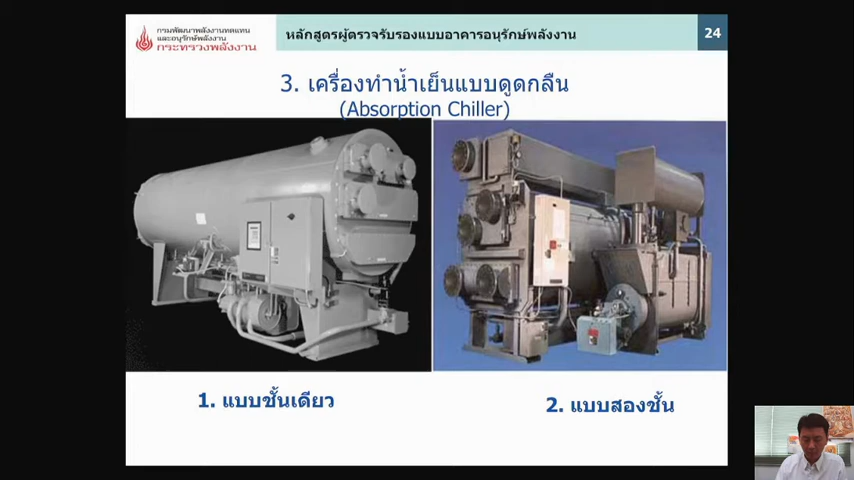 กรมพัฒนาพลังงานทดแทน
และอนุรักษ์พลังงาน
กระทรวงพลังงาน
หลักสูตรผู้ตรวจรับรองแบบอาคารอนุรักษ์พลังงาน
24
3. เครื่องทำน้ำเย็นแบบดูดกลืน
(Absorption Chiller)
1. แบบชั้นเดียว
2. แบบสองชั้น